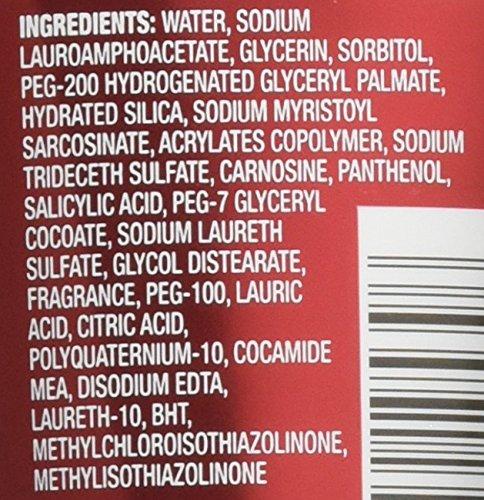 INGREDIENTS: WATER, SODIUM
LAUROAMPHOACETATE, GLYCERIN, SORBITOL,
PEG-200 HYDROGENATED GLYCERYL PALMATE,
HYDRATED SILICA, SODIUM MYRISTOYL
SARCOSINATE, ACRYLATES COPOLYMER, SODIUM
TRIDECETH SULFATE, CARNOSINE, PANTHENOL,
SALICYLIC ACID, PEG-7 GLYCERYL
COCOATE, SODIUM LAURETH
SULFATE, GLYCOL DISTEARATE,
FRAGRANCE, PEG-100, LAURIC
ACID, CITRIC ACID,
POLYQUATERNIUM-10, COCAMIDE
MEA, DISODIUM EDTA,
LAURETH-10, BHT,
METHYLCHLOROISOTHIAZOLINONE,
METHYLISOTHIAZOLINONE